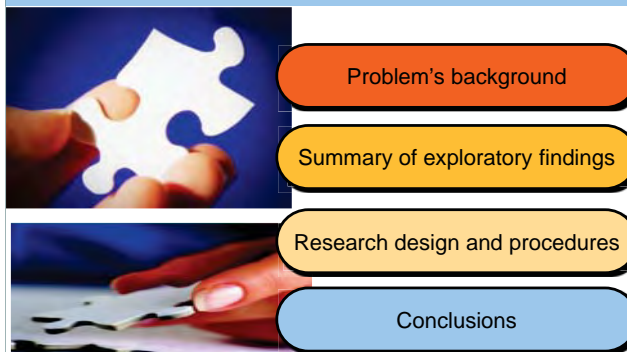 Problem's background
Summary of exploratory findings
Research design and procedures
Conclusions